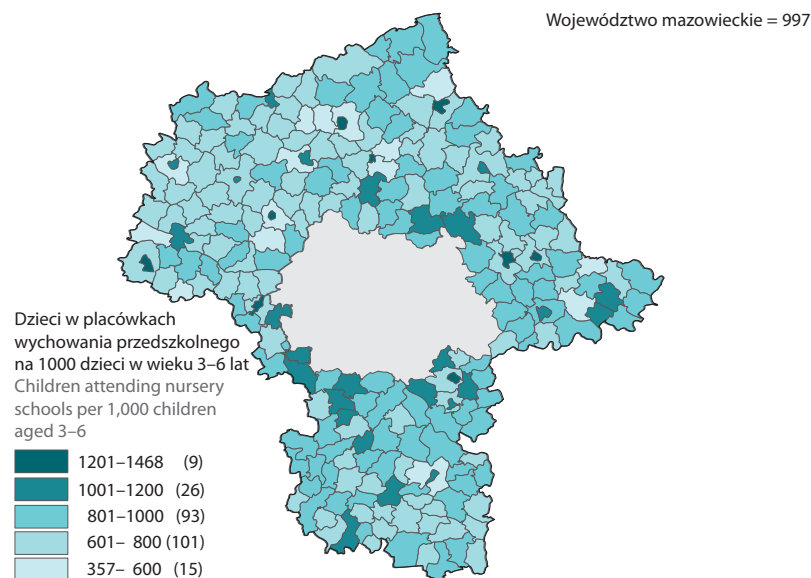 Województwo mazowieckie = 997
Dzieci w placówkach
wychowania przedszkolnego
na 1000 dzieci w wieku 3–6 lat
Children attending nursery
schools per 1,000 children
aged 3–6
1201–1468 (9)
1001–1200 (26)
801–1000 (93)
601– 800 (101)
357– 600 (15)